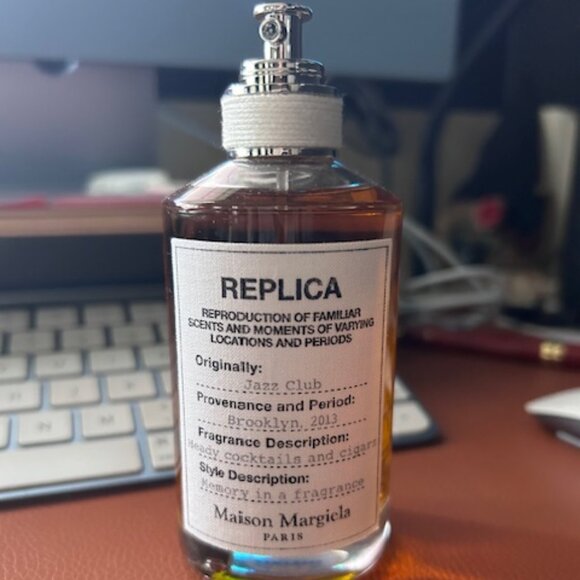 REPLICA
REPRODUCTION OF FAMILIAR
SCENTS AND MOMENTS OF VARYING
LOCATIONS AND PERIODS
Originally:
Jazz Club
Provenance and Period:
Brooklyn, 2013
Fragrance Description:
Heady cocktails and cigars
Style Description:
Memory in a fragrance
Maison Margiela
PARIS